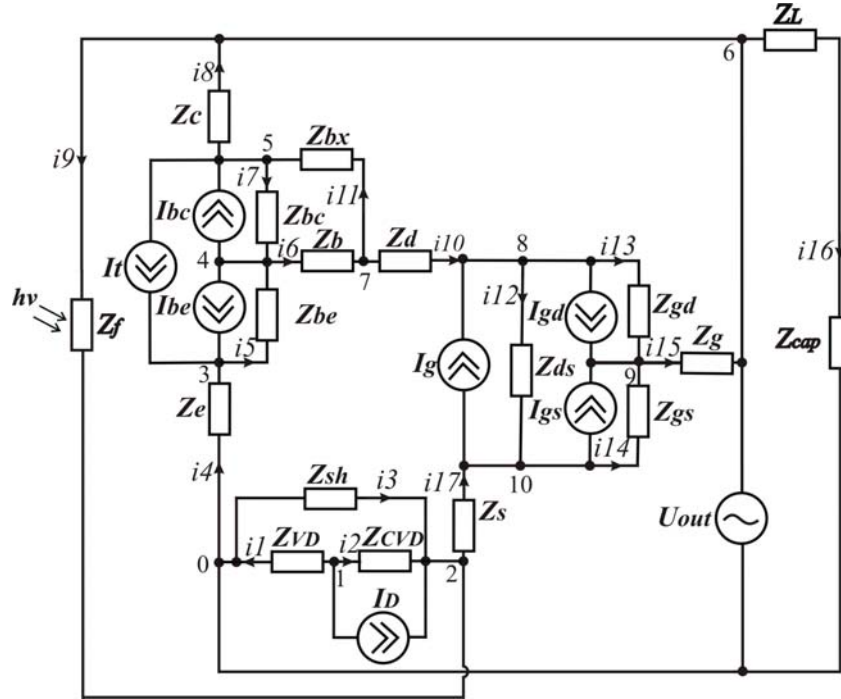 6
ZL
i8
Zc
i9
5
Zbx
i7
i11
Ibc
Zbc
i16
It
4
i6
Zb
Zd
i10
8
i13
7
hν
Zf
Ibe
Zbe
i12
Igd
Zgd
Zcap
i5
Ig
Zds
i15
Zg
3
9
Ze
Igs
Zgs
i14
i4
Zsh
i3
i17
10
Zs
Uout
ZVD
i2
ZCVD
0
i1
1
2
ID